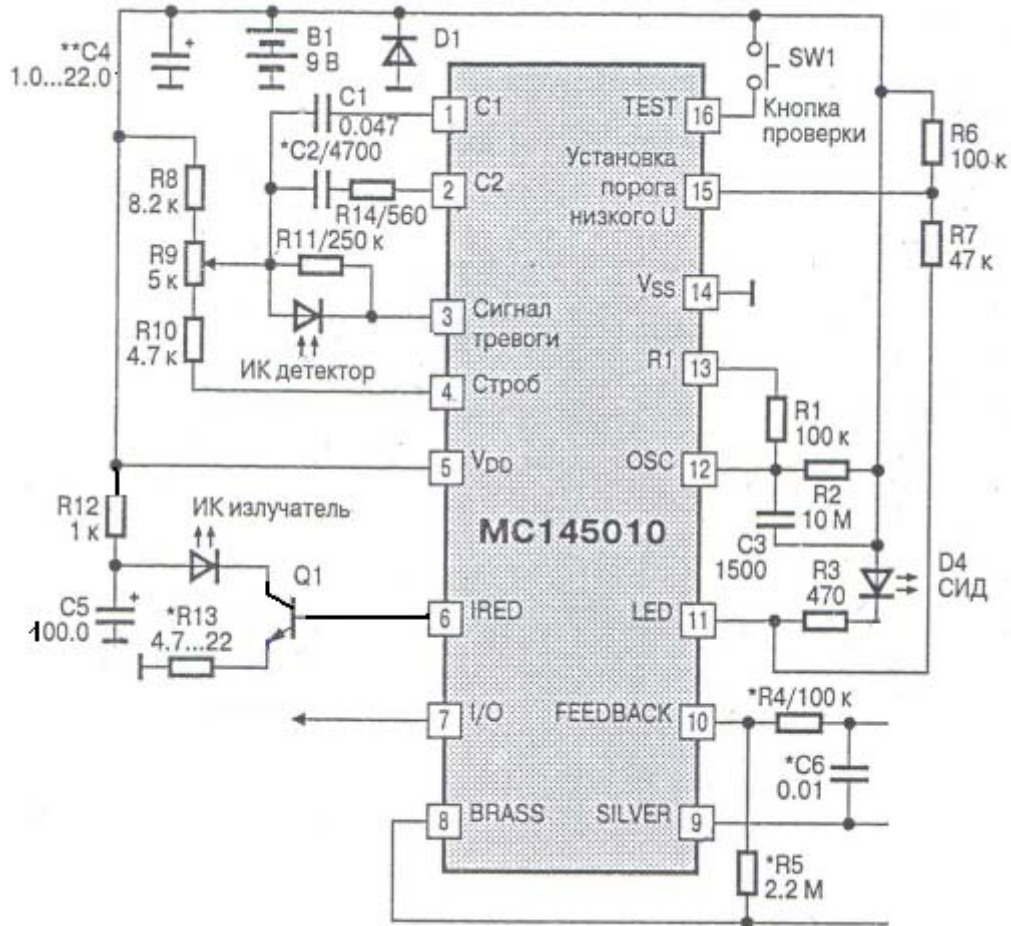 **C4
1.0...22.0
B1
9 В
D1
SW1
Кнопка
проверки
C1
0.047
*C2/4700
R14/560
R11/250 к
R8
8.2 к
R9
5 к
R10
4.7 к
ИК детектор
1
C1
2
C2
3
Сигнал
тревоги
4
Строб
5
VDD
6
IRED
7
I/O
8
BRASS
MC145010
TEST
16
Установка
порога
низкого U
15
VSS
14
R1
13
OSC
12
LED
11
FEEDBACK
10
SILVER
9
R6
100 к
R7
47 к
R1
100 к
R2
10 М
C3
1500
R3
470
D4
СИД
R12
1 к
ИК излучатель
Q1
C5
100.0
*R13
4.7...22
*R4/100 к
*C6
0.01
*R5
2.2 М